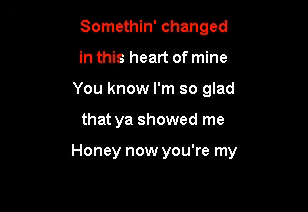 Somethin' changed
in this heart of mine
You know I'm so glad
that ya showed me
Honey now you're my